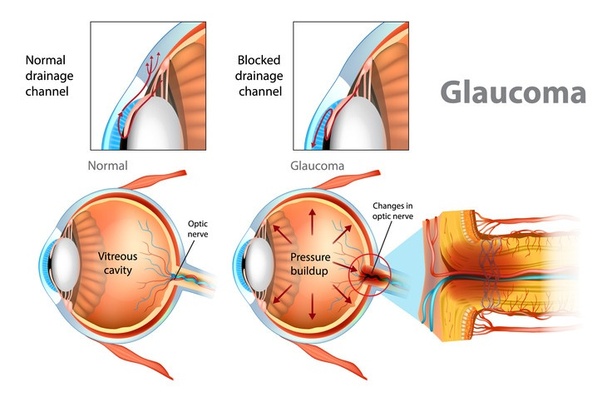 Normal
drainage
channel
Blocked
drainage
channel
Glaucoma
Normal
Glaucoma
Optic
nerve
Vitreous
cavity
Changes in
optic nerve
Pressure
buildup